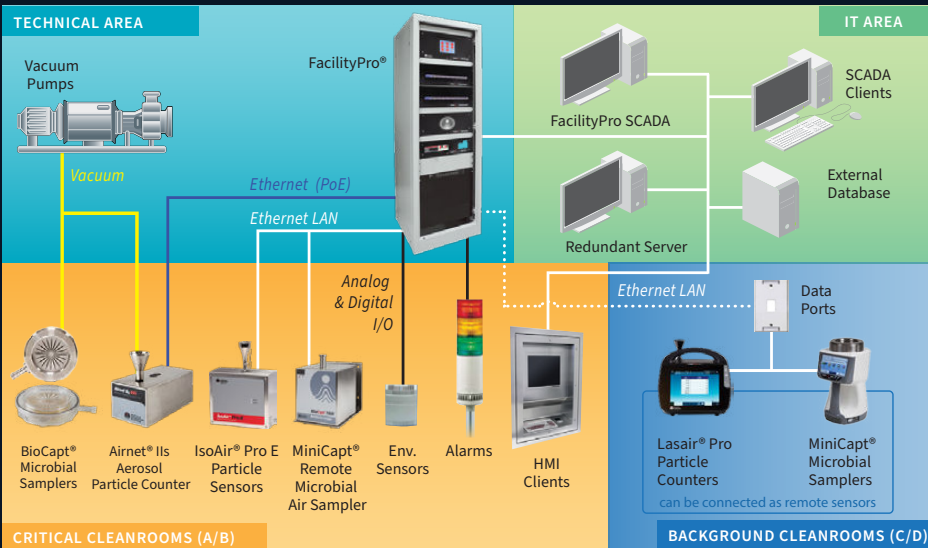 TECHNICAL AREA
IT AREA
Vacuum
Pumps
FacilityPro®
SCADA
Clients
FacilityPro SCADA
Vacuum
Ethernet (PoE)
External
Database
Ethernet LAN
Redundant Server
Analog
& Digital
I/O
Ethernet LAN
Data
Ports
BioCapt®
Microbial
Samplers
Airnet® IIs
Aerosol
Particle Counter
IsoAir® Pro E
Particle
Sensors
MiniCapt®
Remote
Microbial
Air Sampler
Env.
Sensors
Alarms
HMI
Clients
Lasair® Pro
Particle
Counters
MiniCapt®
Microbial
Samplers
can be connected as remote sensors
CRITICAL CLEANROOMS (A/B)
BACKGROUND CLEANROOMS (C/D)